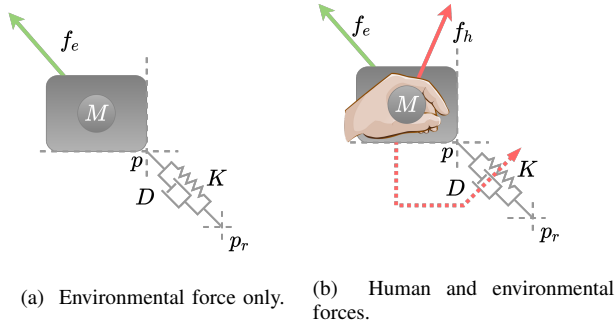 f_e
M
p
K
D
p_r
(a) Environmental force only.
f_e
f_h
M
p
K
D
p_r
(b) Human and environmental
forces.